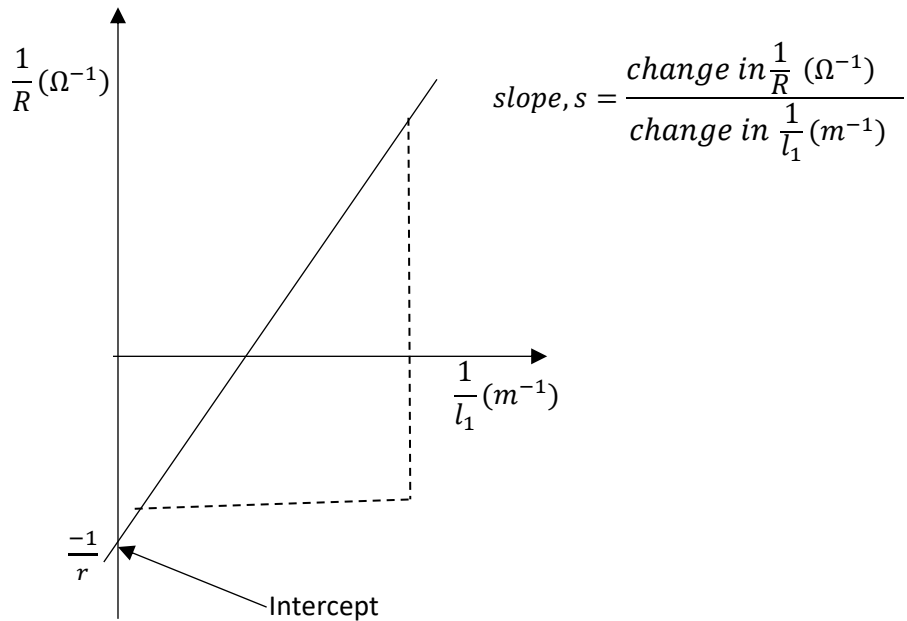 1/R (Ω⁻¹)
slope, s = change in 1/R (Ω⁻¹) / change in 1/l₁ (m⁻¹)
1/l₁ (m⁻¹)
-1/r
Intercept